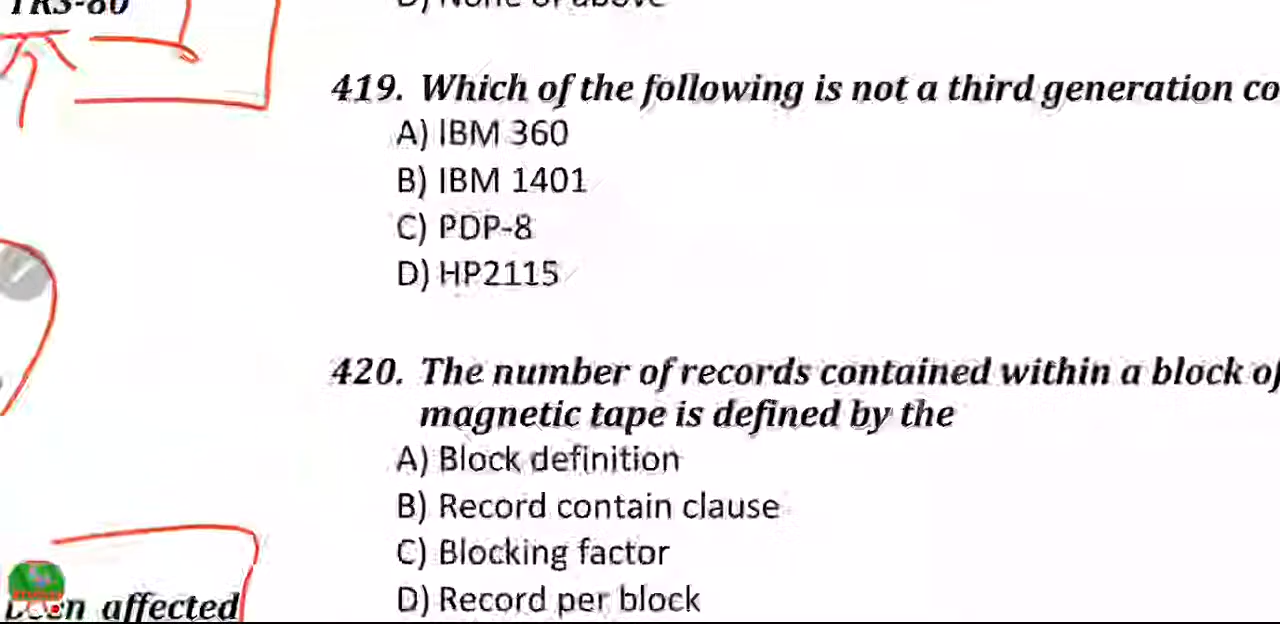 TRS-80
D) None of above
419. Which of the following is not a third generation co
A) IBM 360
B) IBM 1401
C) PDP-8
D) HP2115
420. The number of records contained within a block of
magnetic tape is defined by the
A) Block definition
B) Record contain clause
C) Blocking factor
D) Record per block
been affected